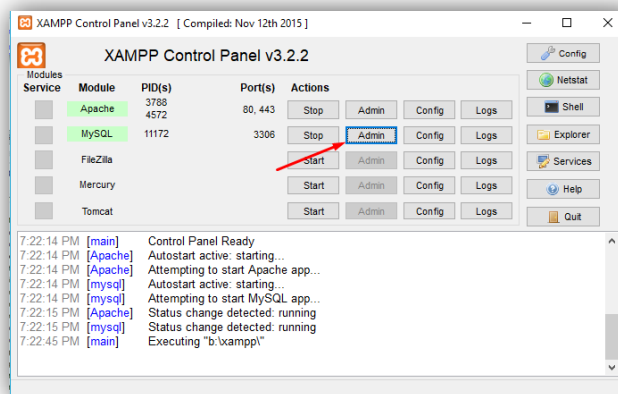 XAMPP Control Panel v3.2.2 [ Compiled: Nov 12th 2015 ]
XAMPP Control Panel v3.2.2
Config
Modules
Service Module PID(s) Port(s) Actions
Netstat
Apache 3788 4572 80, 443 Stop Admin Config Logs
Shell
MySQL 11172 3306 Stop Admin Config Logs
Explorer
FileZilla Start Admin Config Logs
Services
Mercury Start Admin Config Logs
Help
Tomcat Start Admin Config Logs
Quit
7:22:14 PM [main] Control Panel Ready
7:22:14 PM [Apache] Autostart active: starting...
7:22:14 PM [Apache] Attempting to start Apache app...
7:22:14 PM [mysql] Autostart active: starting...
7:22:14 PM [mysql] Attempting to start MySQL app...
7:22:15 PM [Apache] Status change detected: running
7:22:15 PM [mysql] Status change detected: running
7:22:45 PM [main] Executing "b:\xampp\"